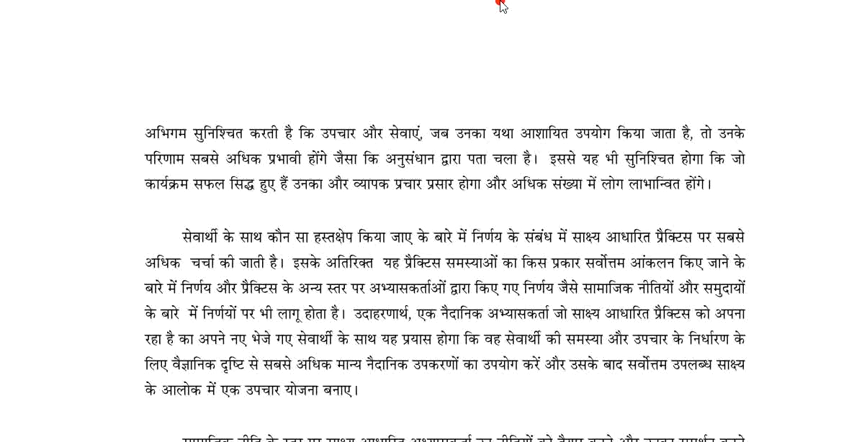 अभिगम सुनिश्चित करती है कि उपचार और सेवाएं, जब उनका यथा आशायित उपयोग किया जाता है, तो उनके
परिणाम सबसे अधिक प्रभावी होंगे जैसा कि अनुसंधान द्वारा पता चला है। इससे यह भी सुनिश्चित होगा कि जो
कार्यक्रम सफल सिद्ध हुए हैं उनका और व्यापक प्रचार प्रसार होगा और अधिक संख्या में लोग लाभान्वित होंगे।
सेवार्थी के साथ कौन सा हस्तक्षेप किया जाए के बारे में निर्णय के संबंध में साक्ष्य आधारित प्रैक्टिस पर सबसे
अधिक चर्चा की जाती है। इसके अतिरिक्त यह प्रैक्टिस समस्याओं का किस प्रकार सर्वोत्तम आंकलन किए जाने के
बारे में निर्णय और प्रैक्टिस के अन्य स्तर पर अभ्यासकर्ताओं द्वारा किए गए निर्णय जैसे सामाजिक नीतियों और समुदायों
के बारे में निर्णयों पर भी लागू होता है। उदाहरणार्थ, एक नैदानिक अभ्यासकर्ता जो साक्ष्य आधारित प्रैक्टिस को अपना
रहा है का अपने नए भेजे गए सेवार्थी के साथ यह प्रयास होगा कि वह सेवार्थी की समस्या और उपचार के निर्धारण के
लिए वैज्ञानिक दृष्टि से सबसे अधिक मान्य नैदानिक उपकरणों का उपयोग करें और उसके बाद सर्वोत्तम उपलब्ध साक्ष्य
के आलोक में एक उपचार योजना बनाए।